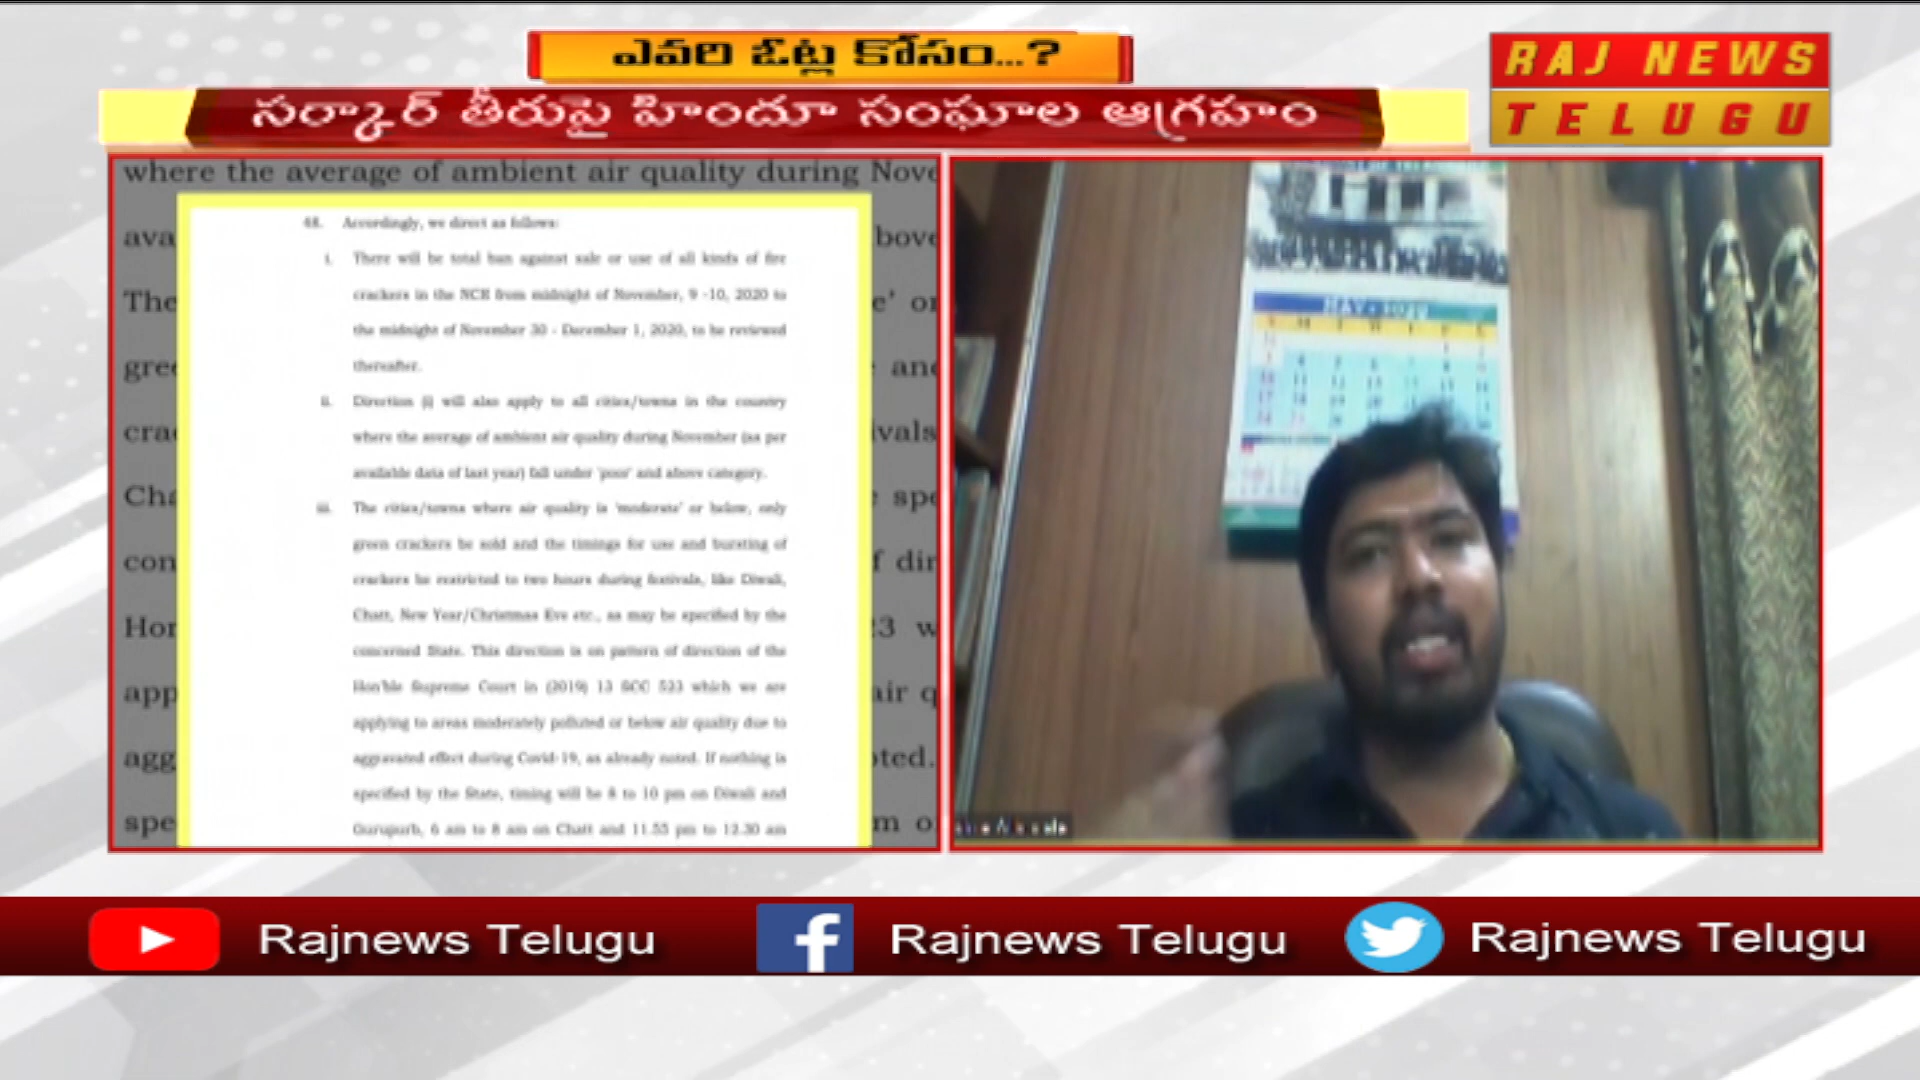 ఎవరి ఓట్ల కోసం...?
RAJ NEWS
TELUGU
సర్కార్ తీరుపై హిందూ సంఘాల ఆగ్రహం
where the average of ambient air quality during Nove
48. Accordingly, we direct as follows:
i. There will be total ban against sale or use of all kinds of fire
crackers in the NCR from midnight of November, 9 -10, 2020 to
the midnight of November 30 - December 1, 2020, to be reviewed
thereafter.
ii. Direction (i) will also apply to all cities/towns in the country
where the average of ambient air quality during November (as per
available data of last year) fall under 'poor' and above category.
iii. The cities/towns where air quality is 'moderate' or below, only
green crackers be sold and the timings for use and bursting of
crackers be restricted to two hours during festivals, like Diwali,
Chatt, New Year/Christmas Eve etc., as may be specified by the
concerned State. This direction is on pattern of direction of the
Hon'ble Supreme Court in (2019) 13 SCC 523 which we are
applying to areas moderately polluted or below air quality due to
aggravated effect during Covid-19, as already noted. If nothing is
specified by the State, timing will be 8 to 10 pm on Diwali and
Gurupurb, 6 am to 8 am on Chatt and 11.55 pm to 12.30 am
MAY - 2020
Rajnews Telugu
Rajnews Telugu
Rajnews Telugu